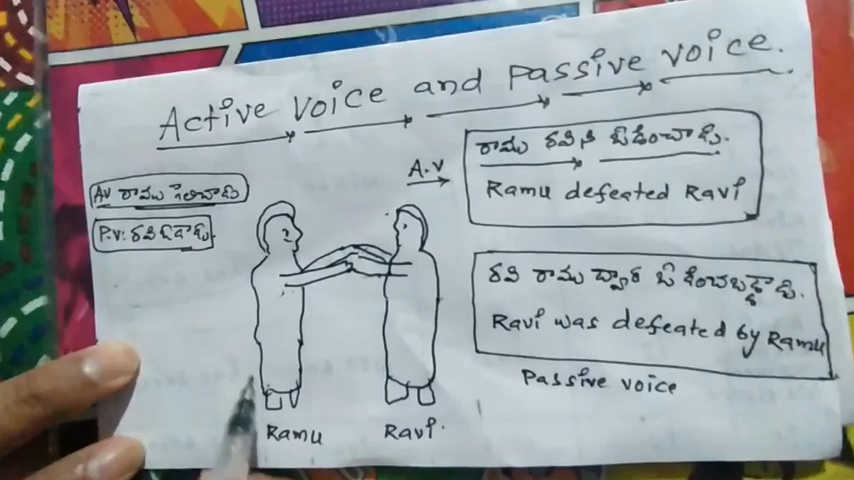 Active voice and passive voice.
AV రాము గెలిచాడు
P.V: రవి ఓడాడు
A.V
రాము రవిని ఓడించాడు.
Ramu defeated Ravi
రవి రాము ద్వారా ఓడించబడ్డాడు.
Ravi was defeated by Ramu
Passive voice
Ramu
Ravi.